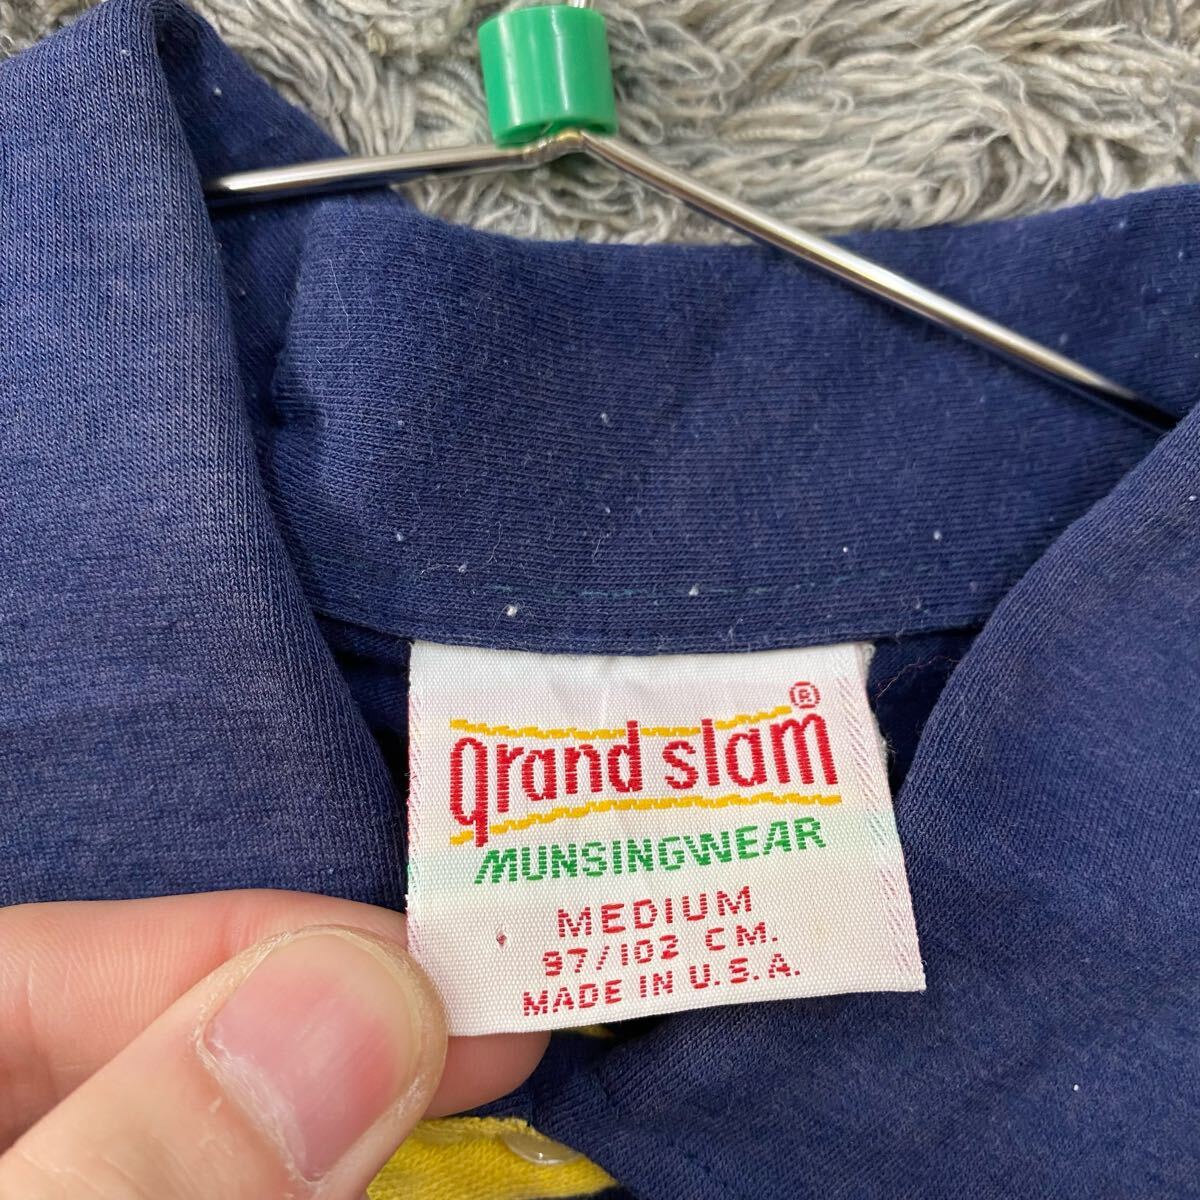 grand slam®
MUNSINGWEAR
MEDIUM
97/102 CM.
MADE IN U.S.A.